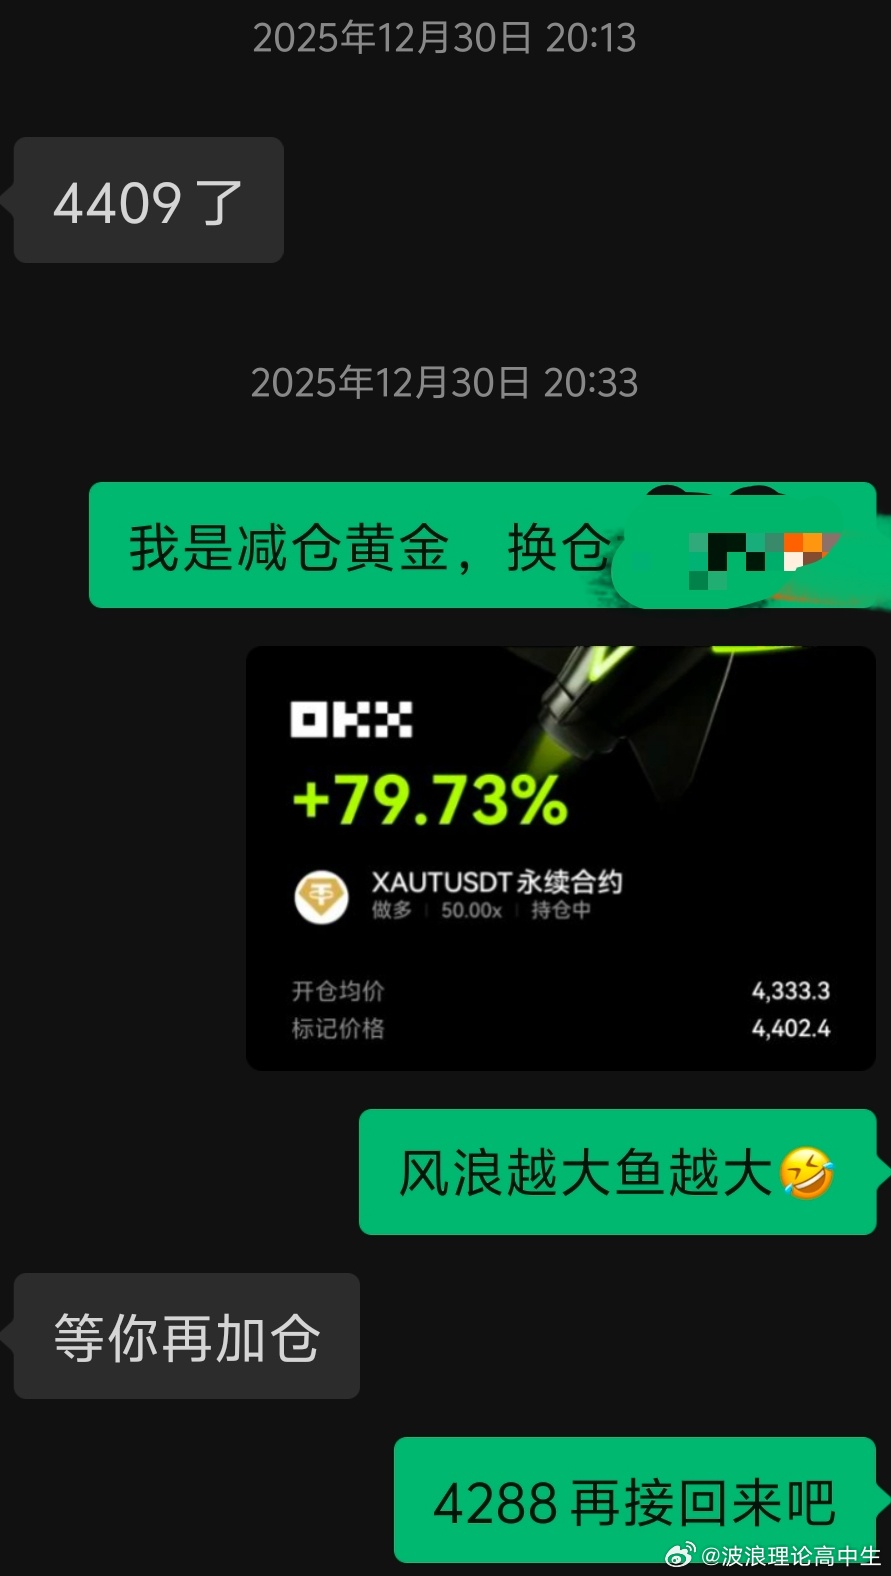 2025年12月30日 20:13
4409了
2025年12月30日 20:33
我是减仓黄金，换仓
OKX
+79.73%
XAUTUSDT 永续合约
做多 | 50.00x | 持仓中
开仓均价 4,333.3
标记价格 4,402.4
风浪越大鱼越大🤣
等你再加仓
4288再接回来吧
@波浪理论高中生